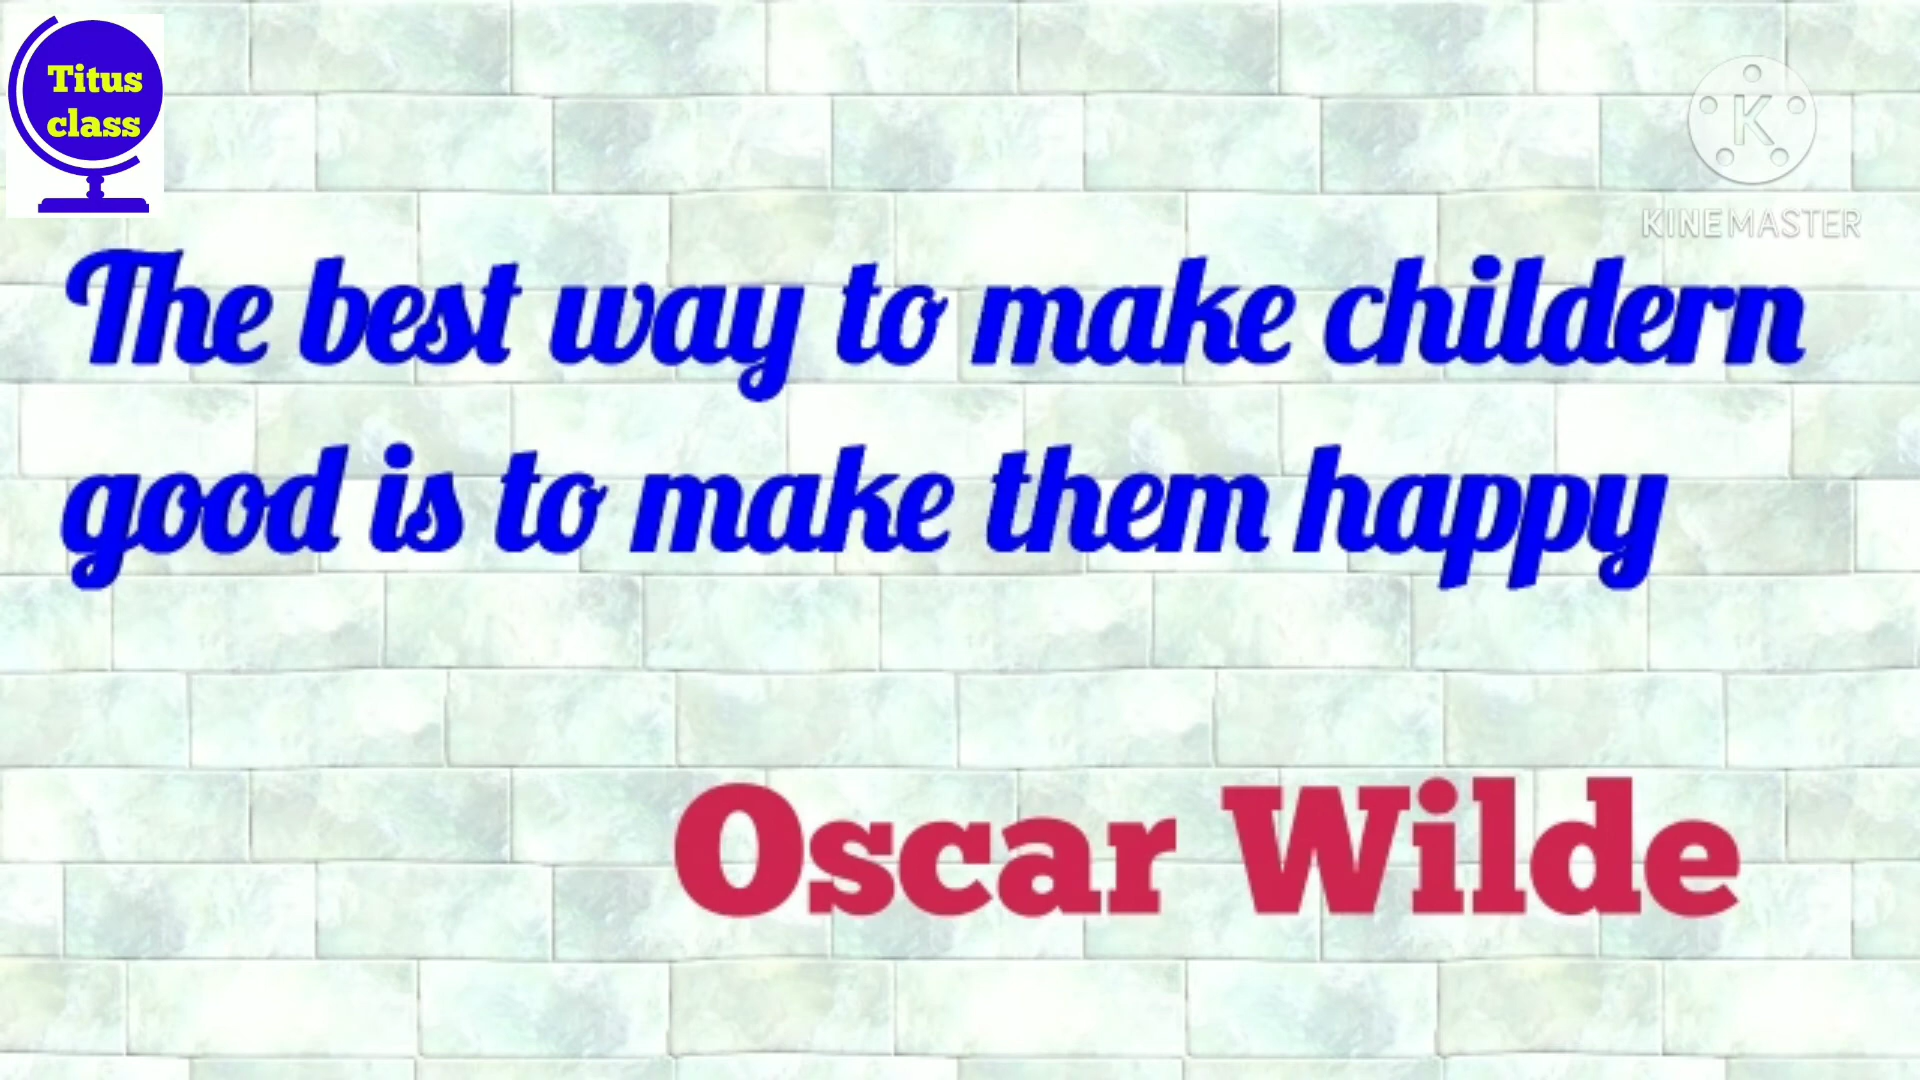 Titus
class
K
KINEMASTER
The best way to make childern
good is to make them happy
Oscar Wilde